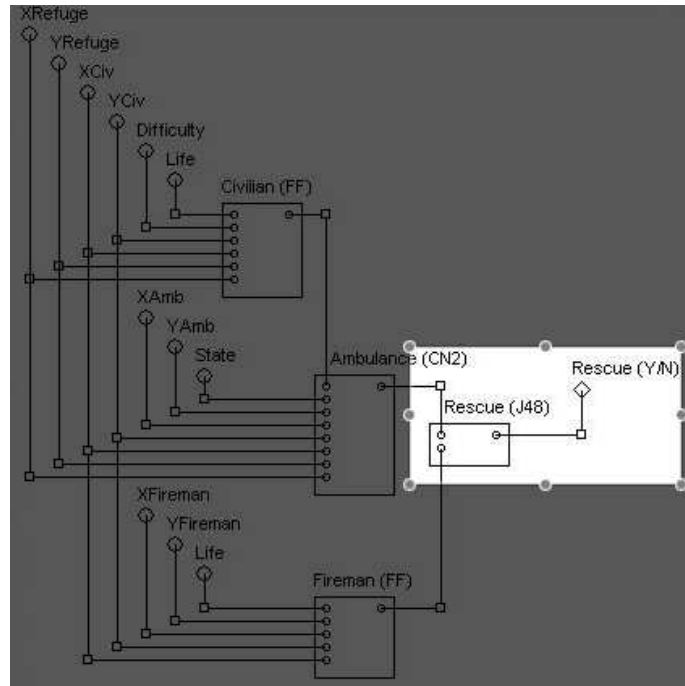 XRefuge
YRefuge
XCiv
YCiv
Difficulty
Life
Civilian (FF)
XAmb
YAmb
State
Ambulance (CN2)
Rescue (Y/N)
Rescue (J48)
XFireman
YFireman
Life
Fireman (FF)